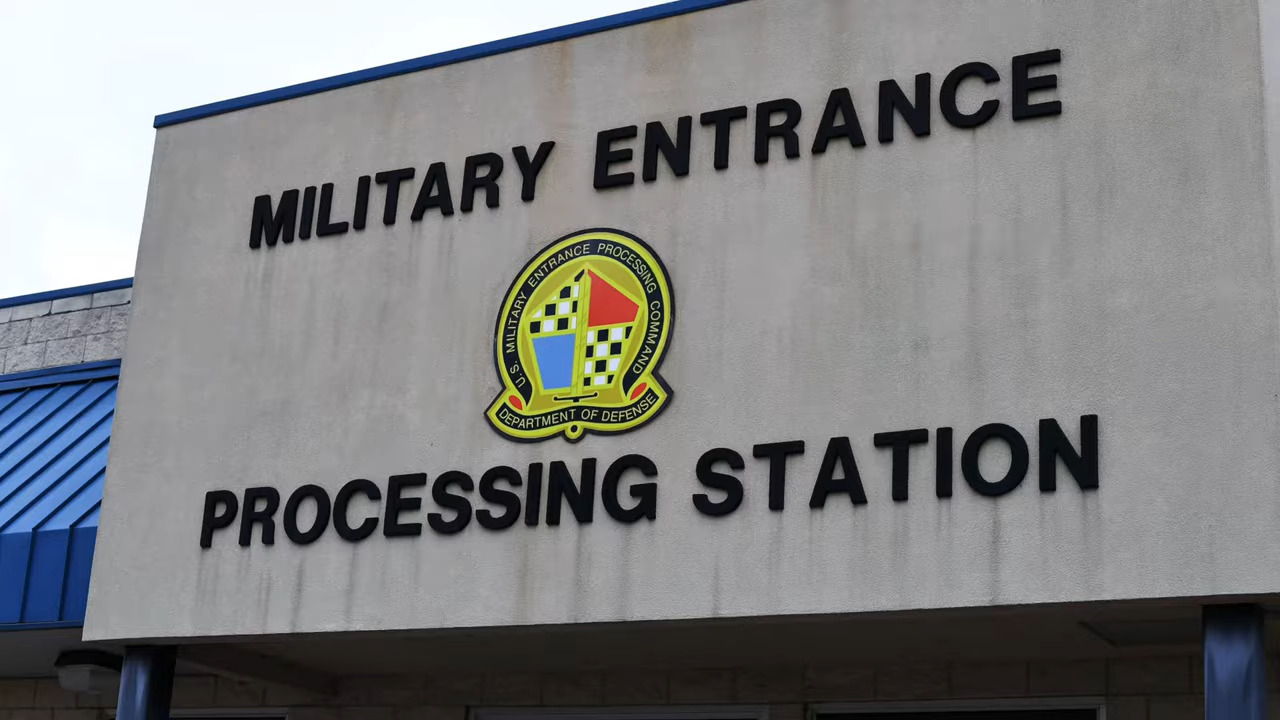 MILITARY ENTRANCE
U.S. MILITARY ENTRANCE PROCESSING COMMAND
DEPARTMENT OF DEFENSE
PROCESSING STATION